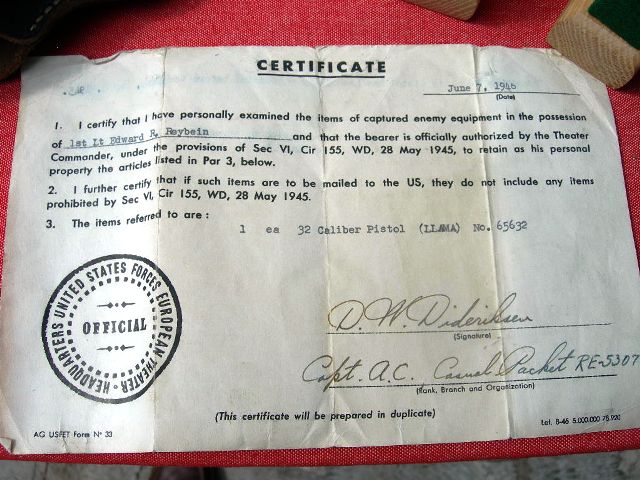 CERTIFICATE
June 7, 1946
(Date)
1. I certify that I have personally examined the items of captured enemy equipment in the possession
of 1st Lt Edward R. Reybein and that the bearer is officially authorized by the Theater
Commander, under the provisions of Sec VI, Cir 155, WD, 28 May 1945, to retain as his personal
property the articles listed in Par 3, below.
2. I further certify that if such items are to be mailed to the US, they do not include any items
prohibited by Sec VI, Cir 155, WD, 28 May 1945.
3. The items referred to are :
1 ea 32 Caliber Pistol (LLAMA) No. 65632
HEADQUARTERS UNITED STATES FORCES EUROPEAN THEATER
OFFICIAL
D. W. Dideriksen
(Signature)
Capt. A.C. Casual Packet RE-5307
(Rank, Branch and Organization)
(This certificate will be prepared in duplicate)
AG USFET Form Nº 33